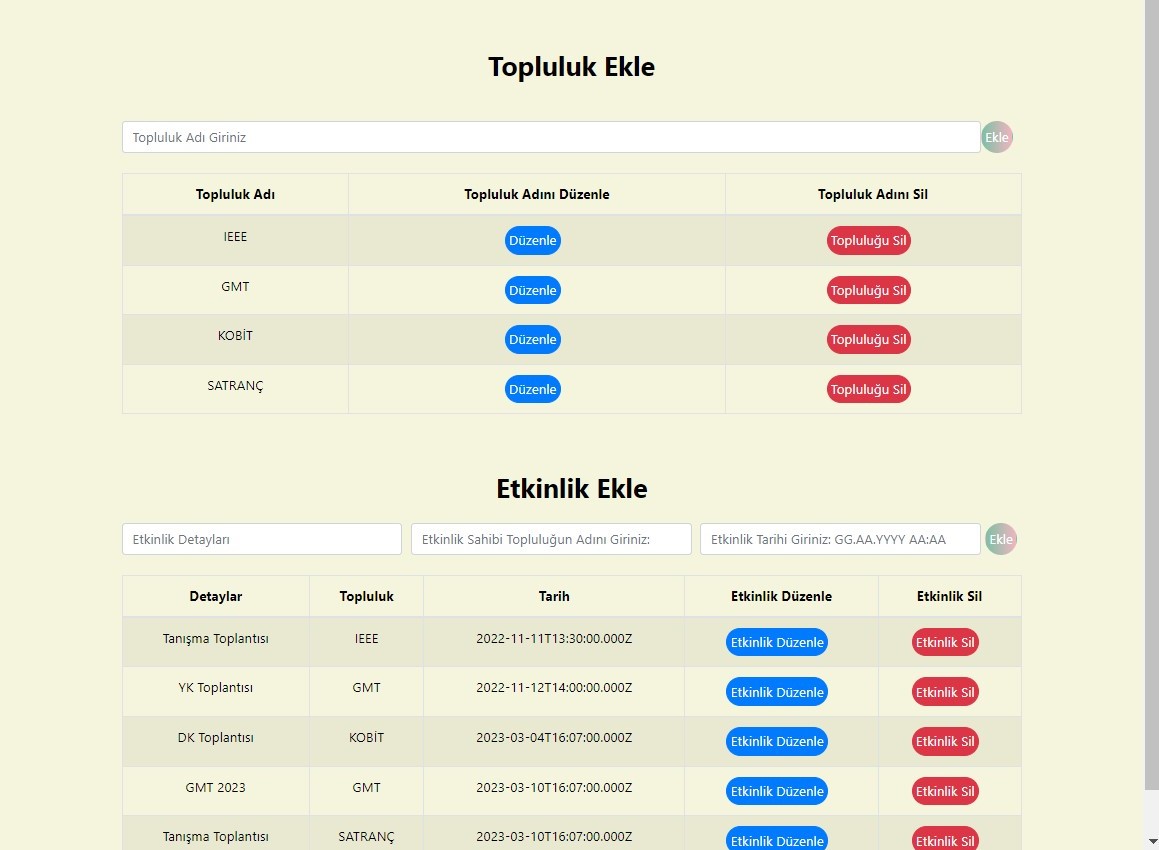 Topluluk Ekle
Topluluk Adı Giriniz Ekle
Topluluk Adı Topluluk Adını Düzenle Topluluk Adını Sil
IEEE Düzenle Topluluğu Sil
GMT Düzenle Topluluğu Sil
KOBİT Düzenle Topluluğu Sil
SATRANÇ Düzenle Topluluğu Sil
Etkinlik Ekle
Etkinlik Detayları Etkinlik Sahibi Topluluğun Adını Giriniz: Etkinlik Tarihi Giriniz: GG.AA.YYYY AA:AA Ekle
Detaylar Topluluk Tarih Etkinlik Düzenle Etkinlik Sil
Tanışma Toplantısı IEEE 2022-11-11T13:30:00.000Z Etkinlik Düzenle Etkinlik Sil
YK Toplantısı GMT 2022-11-12T14:00:00.000Z Etkinlik Düzenle Etkinlik Sil
DK Toplantısı KOBİT 2023-03-04T16:07:00.000Z Etkinlik Düzenle Etkinlik Sil
GMT 2023 GMT 2023-03-10T16:07:00.000Z Etkinlik Düzenle Etkinlik Sil
Tanışma Toplantısı SATRANÇ 2023-03-10T16:07:00.000Z Etkinlik Düzenle Etkinlik Sil